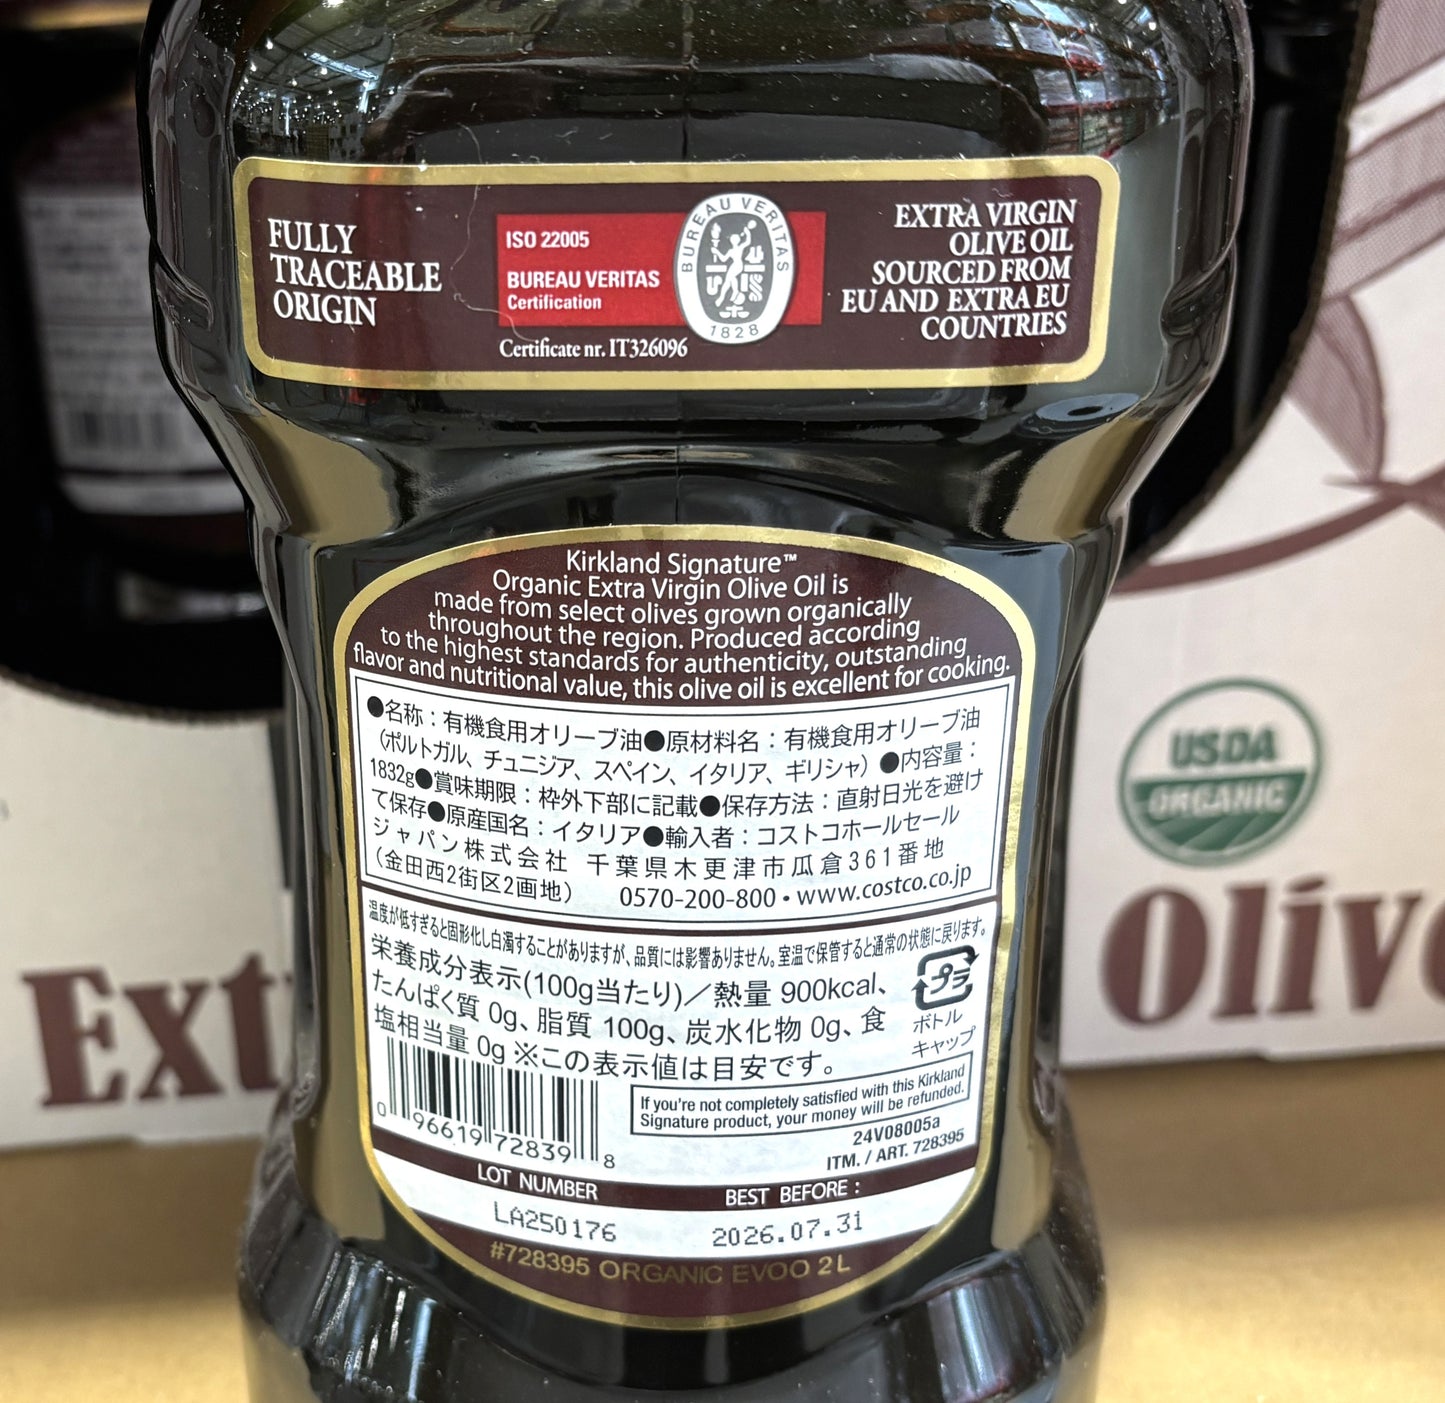 FULLY
TRACEABLE
ORIGIN
ISO 22005
BUREAU VERITAS
Certification
Certificate nr. IT326096
BUREAU VERITAS
1828
EXTRA VIRGIN
OLIVE OIL
SOURCED FROM
EU AND EXTRA EU
COUNTRIES
Kirkland Signature™
Organic Extra Virgin Olive Oil is
made from select olives grown organically
throughout the region. Produced according
to the highest standards for authenticity, outstanding
flavor and nutritional value, this olive oil is excellent for cooking.
●名称：有機食用オリーブ油●原材料名：有機食用オリーブ油
（ポルトガル、チュニジア、スペイン、イタリア、ギリシャ）●内容量：
1832g●賞味期限：枠外下部に記載●保存方法：直射日光を避け
て保存●原産国名：イタリア●輸入者：コストコホールセール
ジャパン株式会社 千葉県木更津市瓜倉361番地
（金田西2街区2画地） 0570-200-800・www.costco.co.jp
温度が低すぎると固形化し白濁することがありますが、品質には影響ありません。室温で保管すると通常の状態に戻ります。
栄養成分表示(100g当たり)／熱量 900kcal、
たんぱく質 0g、脂質 100g、炭水化物 0g、食
塩相当量 0g ※この表示値は目安です。
プラ
ボトル
キャップ
0 96619 72839 8
If you're not completely satisfied with this Kirkland
Signature product, your money will be refunded.
24V08005a
ITM. / ART. 728395
LOT NUMBER
BEST BEFORE :
LA250176
2026.07.31
#728395 ORGANIC EVOO 2L
USDA
ORGANIC
Ext
Olive